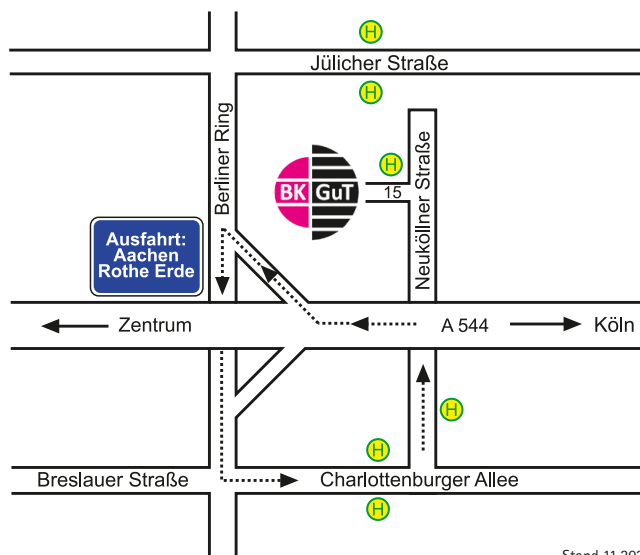 H
Jülicher Straße
H
Berliner Ring
H
BK GuT
15
Neuköllner Straße
Ausfahrt:
Aachen
Rothe Erde
Zentrum
A 544
Köln
H
H
Breslauer Straße
Charlottenburger Allee
H